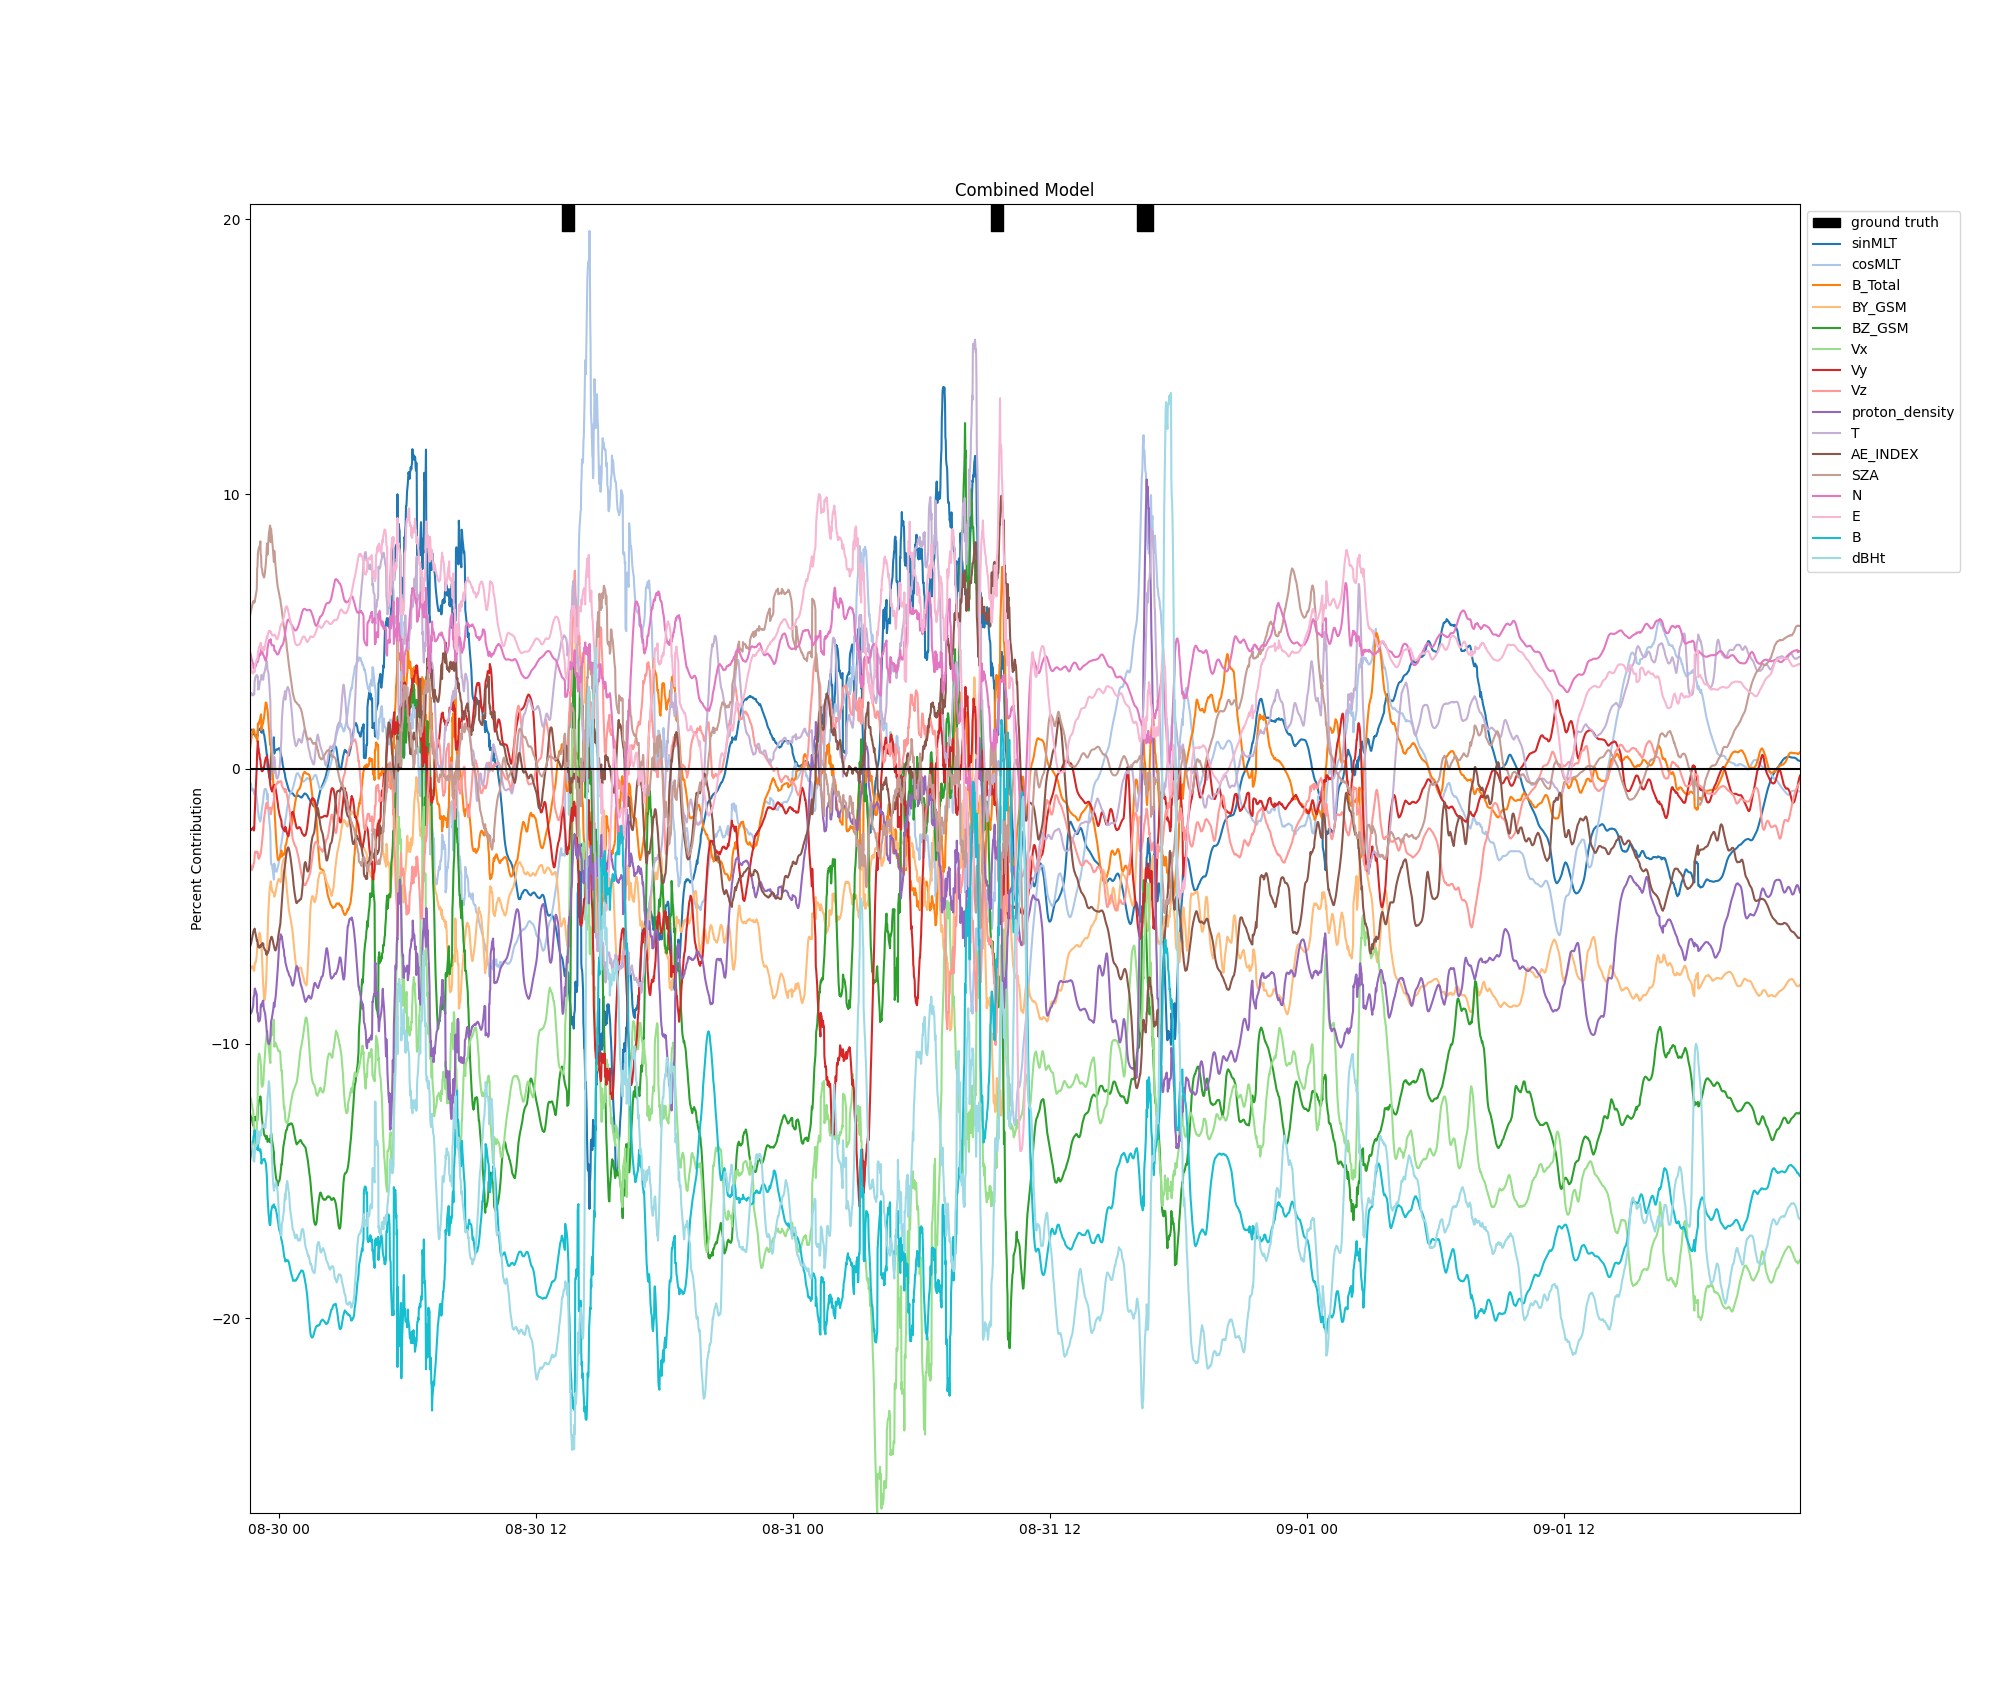 Combined Model
20
10
0
−10
−20
Percent Contribution
08-30 00
08-30 12
08-31 00
08-31 12
09-01 00
09-01 12
ground truth
sinMLT
cosMLT
B_Total
BY_GSM
BZ_GSM
Vx
Vy
Vz
proton_density
T
AE_INDEX
SZA
N
E
B
dBHt